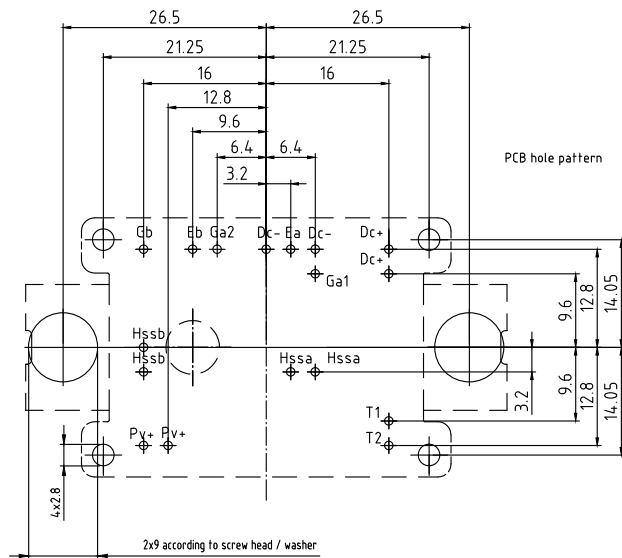 26.5 26.5
21.25 21.25
16 16
12.8
9.6
6.4 6.4
3.2
PCB hole pattern
Gb Eb Ga2 Dc- Ea Dc- Dc+
Dc+
Ga1
9.6 12.8 14.05
Hssb
Hssb Hssa Hssa
3.2 9.6 12.8 14.05
T1
Pv+ Pv+ T2
4x2.8
2x9 according to screw head / washer